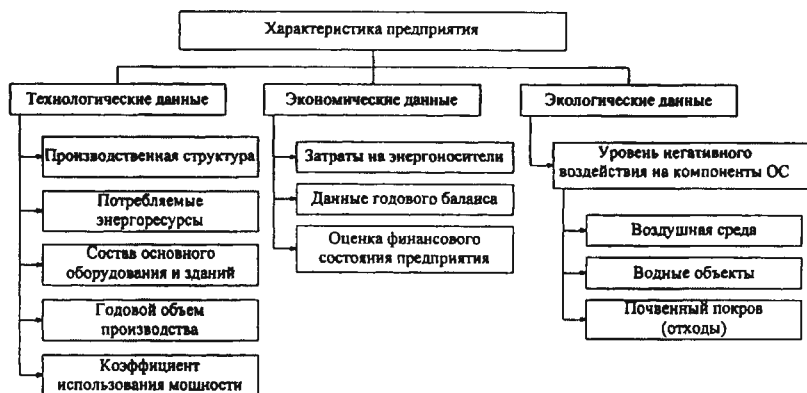 Характеристика предприятия
Технологические данные
Производственная структура
Потребляемые
энергоресурсы
Состав основного
оборудования и зданий
Годовой объем
производства
Коэффициент
использования мощности
Экономические данные
Затраты на энергоносители
Данные годового баланса
Оценка финансового
состояния предприятия
Экологические данные
Уровень негативного
воздействия на компоненты ОС
Воздушная среда
Водные объекты
Почвенный покров
(отходы)